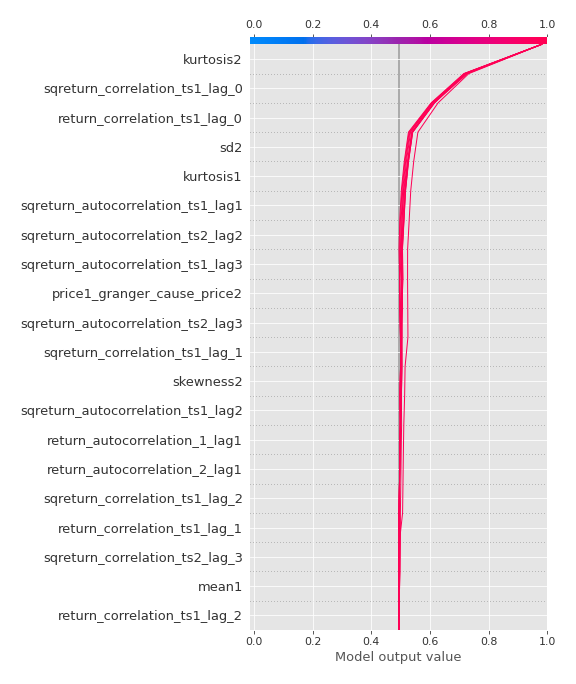 0.0 0.2 0.4 0.6 0.8 1.0
kurtosis2
sqreturn_correlation_ts1_lag_0
return_correlation_ts1_lag_0
sd2
kurtosis1
sqreturn_autocorrelation_ts1_lag1
sqreturn_autocorrelation_ts2_lag2
sqreturn_autocorrelation_ts1_lag3
price1_granger_cause_price2
sqreturn_autocorrelation_ts2_lag3
sqreturn_correlation_ts1_lag_1
skewness2
sqreturn_autocorrelation_ts1_lag2
return_autocorrelation_1_lag1
return_autocorrelation_2_lag1
sqreturn_correlation_ts1_lag_2
return_correlation_ts1_lag_1
sqreturn_correlation_ts2_lag_3
mean1
return_correlation_ts1_lag_2
0.0 0.2 0.4 0.6 0.8 1.0
Model output value